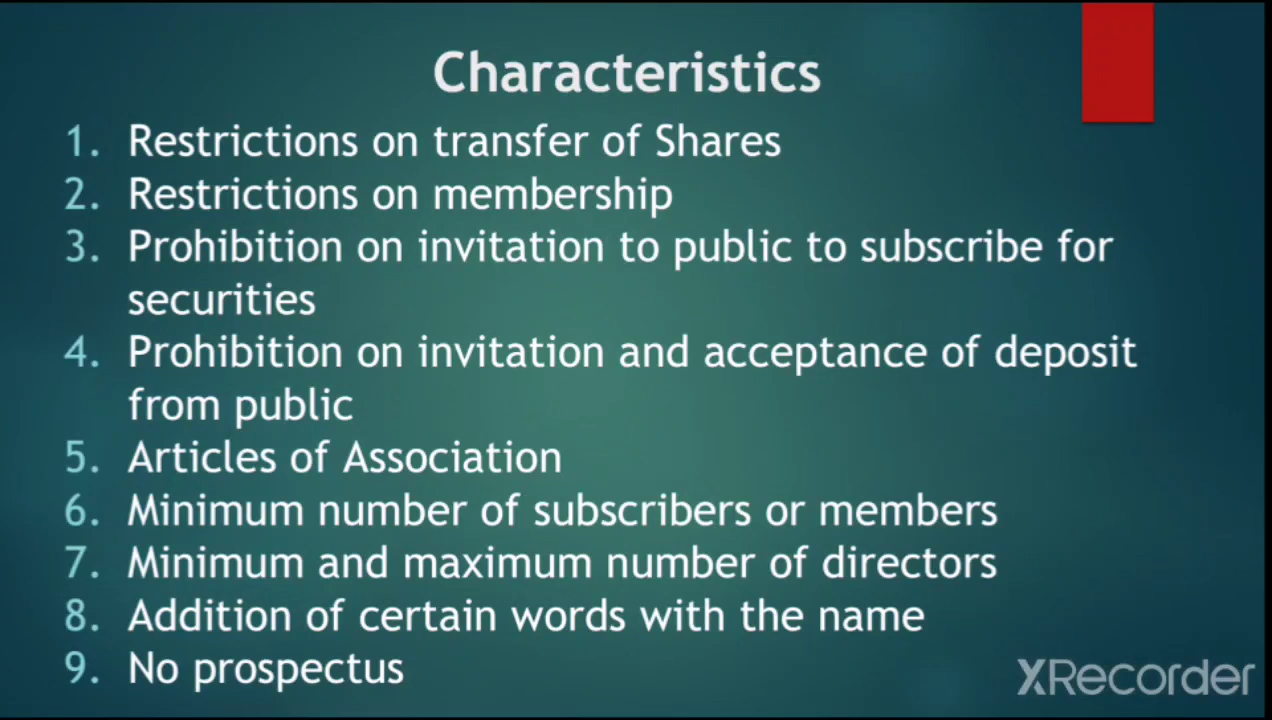 Characteristics
1. Restrictions on transfer of Shares
2. Restrictions on membership
3. Prohibition on invitation to public to subscribe for
securities
4. Prohibition on invitation and acceptance of deposit
from public
5. Articles of Association
6. Minimum number of subscribers or members
7. Minimum and maximum number of directors
8. Addition of certain words with the name
9. No prospectus
XRecorder